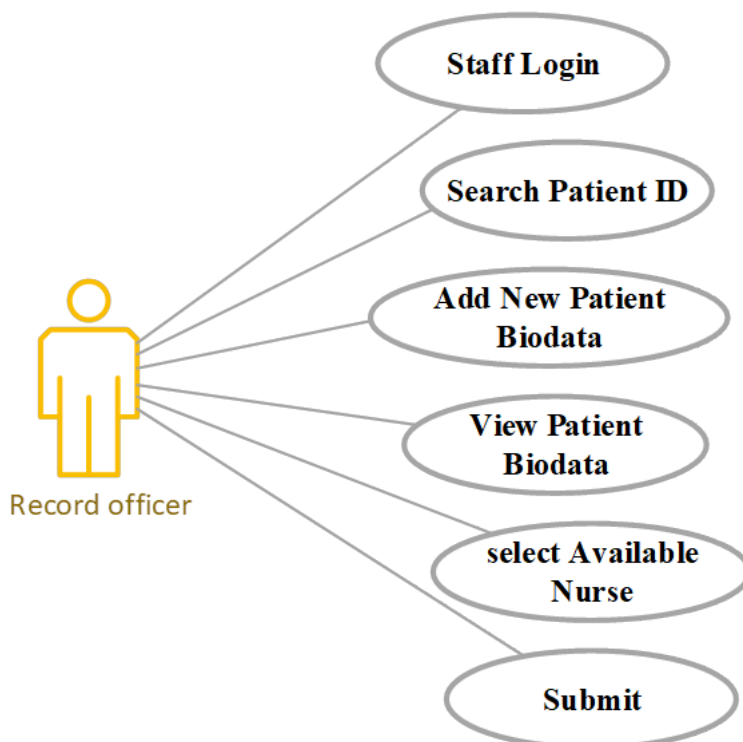 Staff Login
Search Patient ID
Add New Patient
Biodata
View Patient
Biodata
Record officer
select Available
Nurse
Submit